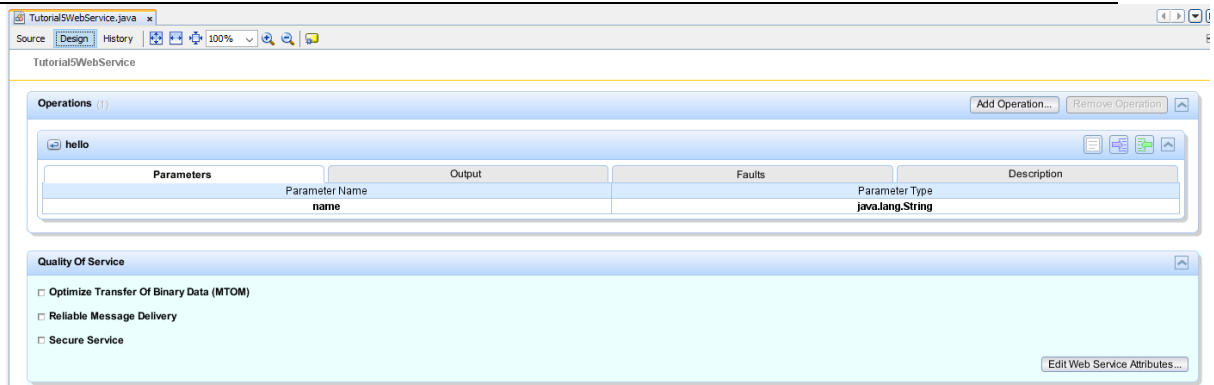 Tutorial5WebService.java
Source Design History 100%
Tutorial5WebService
Operations (1) Add Operation... Remove Operation
hello
Parameters Output Faults Description
Parameter Name Parameter Type
name java.lang.String
Quality Of Service
Optimize Transfer Of Binary Data (MTOM)
Reliable Message Delivery
Secure Service
Edit Web Service Attributes...